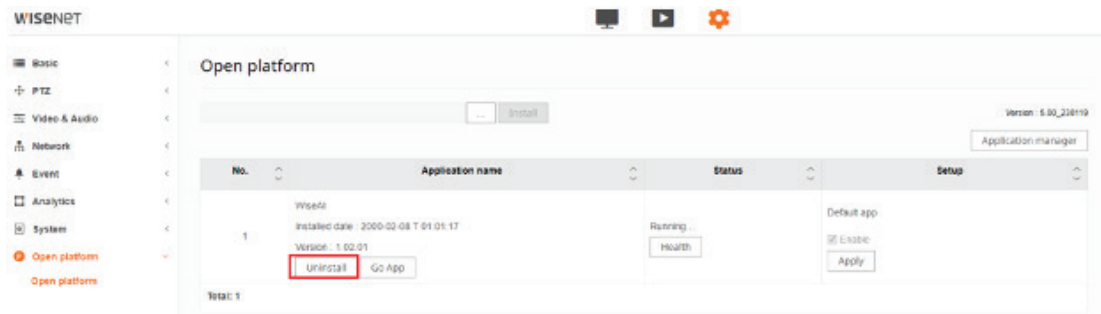 WISENET
Basic
PTZ
Video & Audio
Network
Event
Analytics
System
Open platform
Open platform
Open platform
... Install
Version : 6.00_230119
Application manager
No. Application name Status Setup
1
WiseAI
Installed date : 2000-02-08 T 01:01:17
Version : 1.02.01
Uninstall Go App
Running...
Health
Default app
Enable
Apply
Total: 1